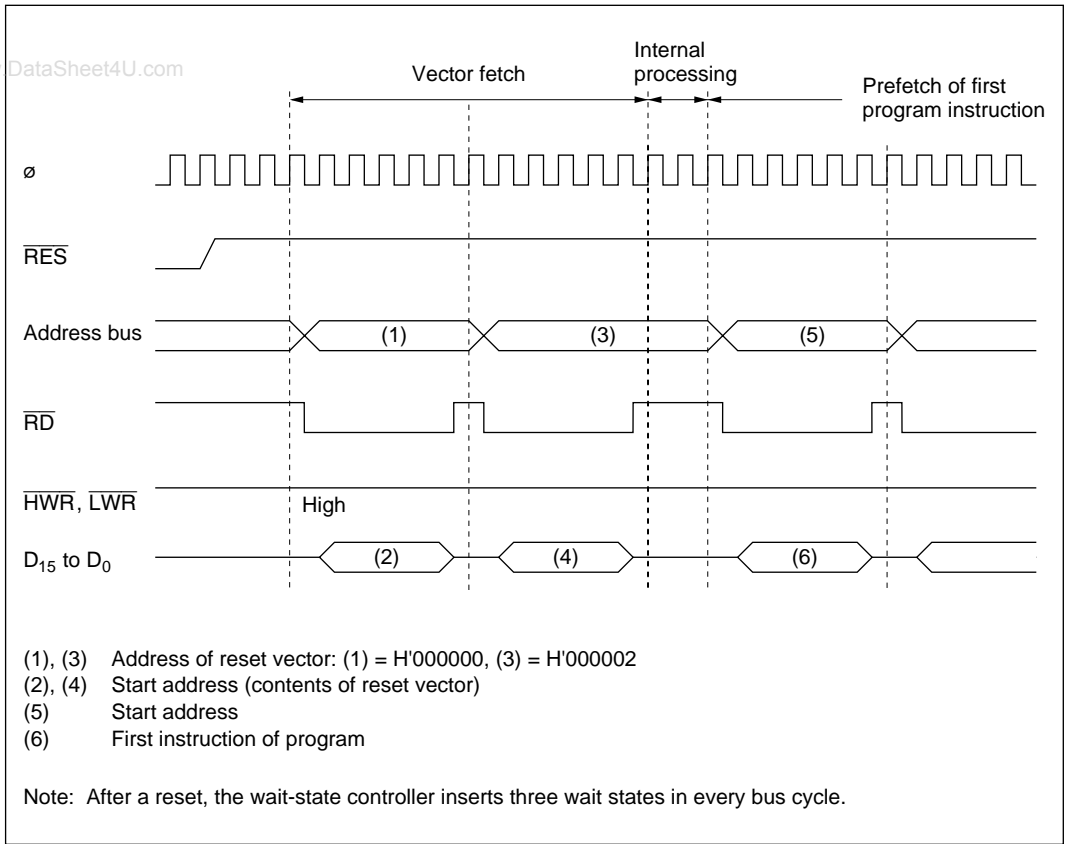 .DataSheet4U.com
Vector fetch
Internal
processing
Prefetch of first
program instruction
ø
RES
Address bus
(1)
(3)
(5)
RD
HWR, LWR
High
D15 to D0
(2)
(4)
(6)
(1), (3) Address of reset vector: (1) = H'000000, (3) = H'000002
(2), (4) Start address (contents of reset vector)
(5) Start address
(6) First instruction of program
Note: After a reset, the wait-state controller inserts three wait states in every bus cycle.